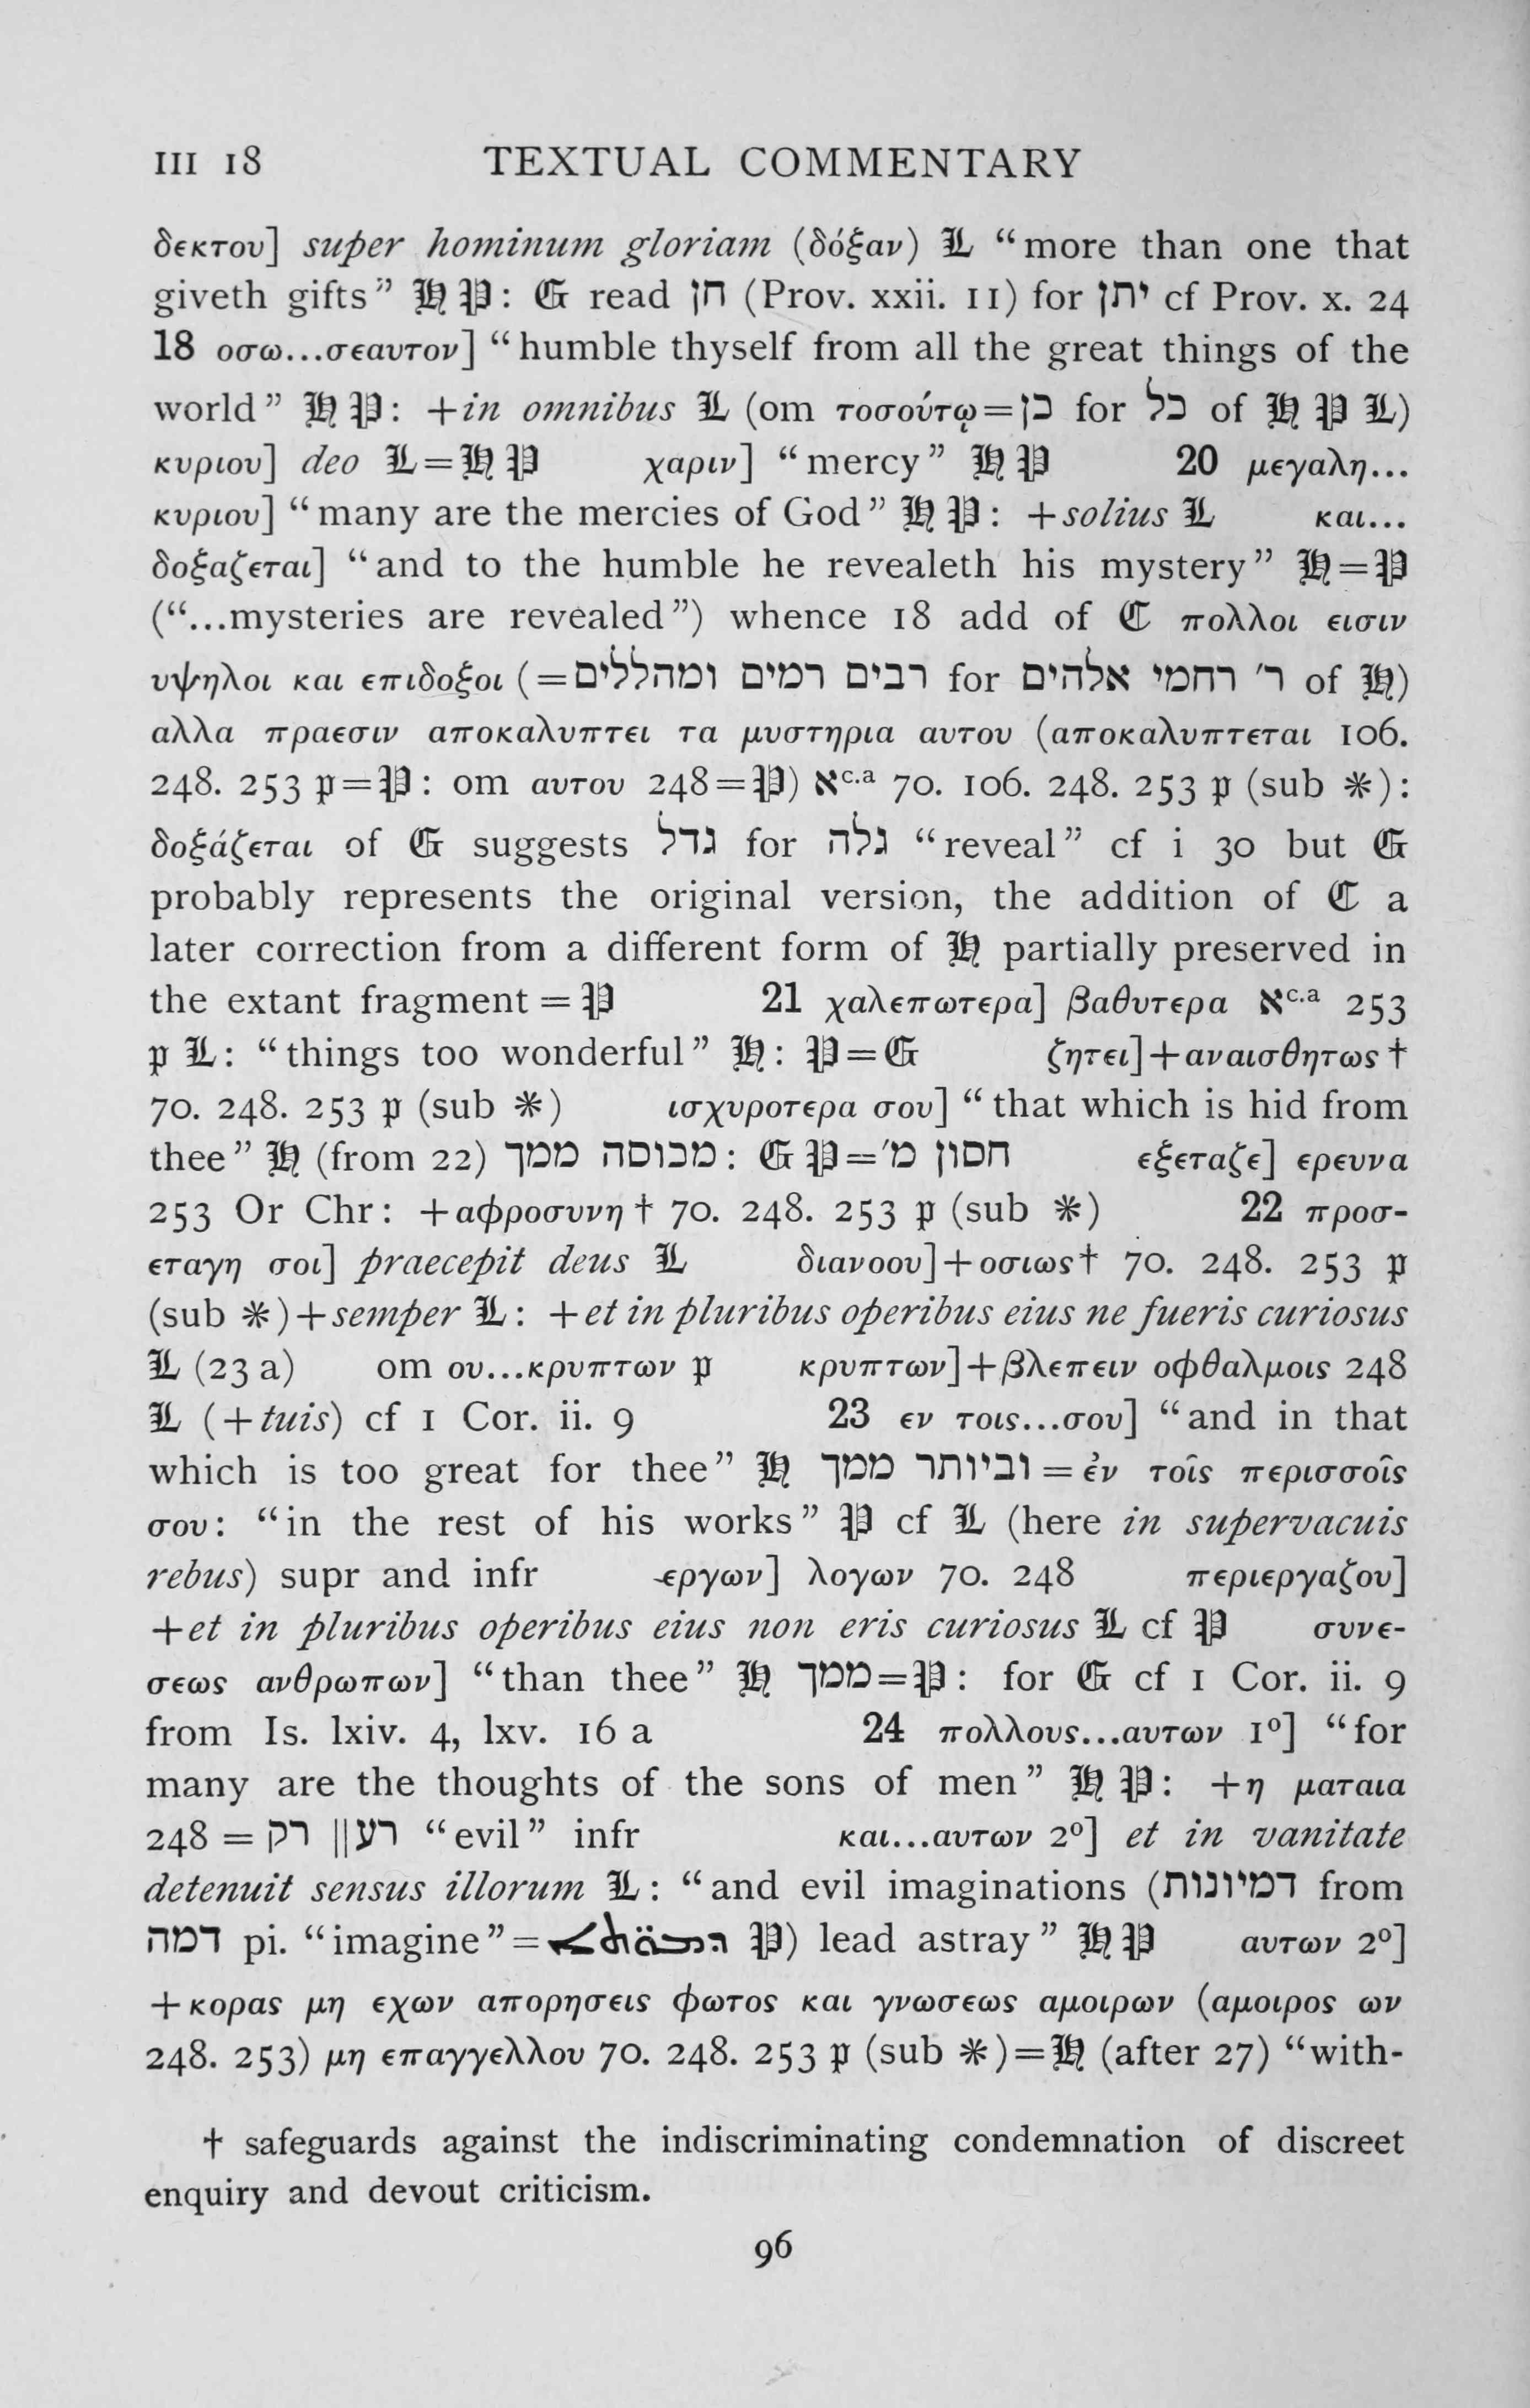 III 18 TEXTUAL COMMENTARY
δεκτου] super hominum gloriam (δόξαν) 𝕷 “more than one that
giveth gifts” 𝕳 𝕻: 𝕲 read חן (Prov. xxii. 11) for יתן cf Prov. x. 24
18 οσω...σεαυτον] “humble thyself from all the great things of the
world” 𝕳 𝕻: +in omnibus 𝕷 (om τοσούτῳ=כן for כל of 𝕳 𝕻 𝕷)
κυριου] deo 𝕷=𝕳 𝕻 χαριν] “mercy” 𝕳 𝕻 20 μεγαλη...
κυριου] “many are the mercies of God” 𝕳 𝕻: +solius 𝕷 και...
δοξαζεται] “and to the humble he revealeth his mystery” 𝕳=𝕻
(“...mysteries are revealed”) whence 18 add of 𝕮 πολλοι εισιν
υψηλοι και επιδοξοι (=רבים רמים ומהללים for ר׳ רחמי אלהים of 𝕳)
αλλα πραεσιν αποκαλυπτει τα μυστηρια αυτου (αποκαλυπτεται 106.
248. 253 𝖕=𝕻: om αυτου 248=𝕻) א c.a 70. 106. 248. 253 𝖕 (sub ※):
δοξάζεται of 𝕲 suggests גדל for גלה “reveal” cf i 30 but 𝕲
probably represents the original version, the addition of 𝕮 a
later correction from a different form of 𝕳 partially preserved in
the extant fragment = 𝕻 21 χαλεπωτερα] βαθυτερα א c.a 253
𝖕 𝕷: “things too wonderful” 𝕳: 𝕻=𝕲 ζητει]+αναισθητως †
70. 248. 253 𝖕 (sub ※) ισχυροτερα σου] “that which is hid from
thee” 𝕳 (from 22) מכוסה ממך: 𝕲 𝕻=חסון מ׳ εξεταζε] ερευνα
253 Or Chr: +αφροσυνη † 70. 248. 253 𝖕 (sub ※) 22 προσ-
εταγη σοι] praecepit deus 𝕷 διανοου]+οσιως† 70. 248. 253 𝖕
(sub ※)+semper 𝕷: +et in pluribus operibus eius ne fueris curiosus
𝕷 (23 a) om ου...κρυπτων 𝖕 κρυπτων]+βλεπειν οφθαλμοις 248
𝕷 (+tuis) cf 1 Cor. ii. 9 23 εν τοις...σου] “and in that
which is too great for thee” 𝕳 וביותר ממך = ἐν τοῖς περισσοῖς
σου: “in the rest of his works” 𝕻 cf 𝕷 (here in supervacuis
rebus) supr and infr εργων] λογων 70. 248 περιεργαζου]
+et in pluribus operibus eius non eris curiosus 𝕷 cf 𝕻 συνε-
σεως ανθρωπων] “than thee” 𝕳 ממך=𝕻: for 𝕲 cf 1 Cor. ii. 9
from Is. lxiv. 4, lxv. 16 a 24 πολλους...αυτων 1º] “for
many are the thoughts of the sons of men” 𝕳 𝕻: +η ματαια
248 = רק ||רע “evil” infr και...αυτων 2º] et in vanitate
detenuit sensus illorum 𝕷: “and evil imaginations (דמיונות from
דמה pi. “imagine”= 𝕻) lead astray” 𝕳 𝕻 αυτων 2º]
+κορας μη εχων απορησεις φωτος και γνωσεως αμοιρων (αμοιρος ων
248. 253) μη επαγγελλου 70. 248. 253 𝖕 (sub ※)=𝕳 (after 27) “with-
† safeguards against the indiscriminating condemnation of discreet
enquiry and devout criticism.
96